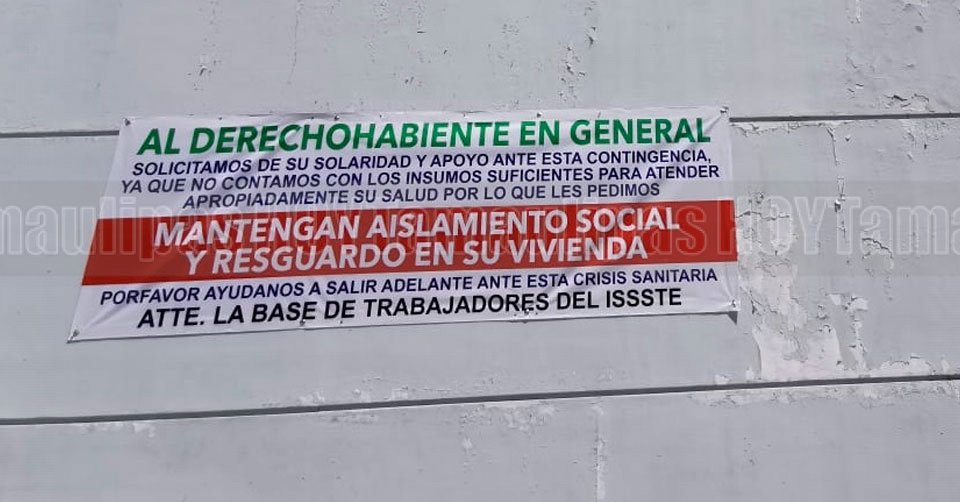 AL DERECHOHABIENTE EN GENERAL
SOLICITAMOS DE SU SOLARIDAD Y APOYO ANTE ESTA CONTINGENCIA,
YA QUE NO CONTAMOS CON LOS INSUMOS SUFICIENTES PARA ATENDER
APROPIADAMENTE SU SALUD POR LO QUE LES PEDIMOS
MANTENGAN AISLAMIENTO SOCIAL
Y RESGUARDO EN SU VIVIENDA
PORFAVOR AYUDANOS A SALIR ADELANTE ANTE ESTA CRISIS SANITARIA
ATTE. LA BASE DE TRABAJADORES DEL ISSSTE